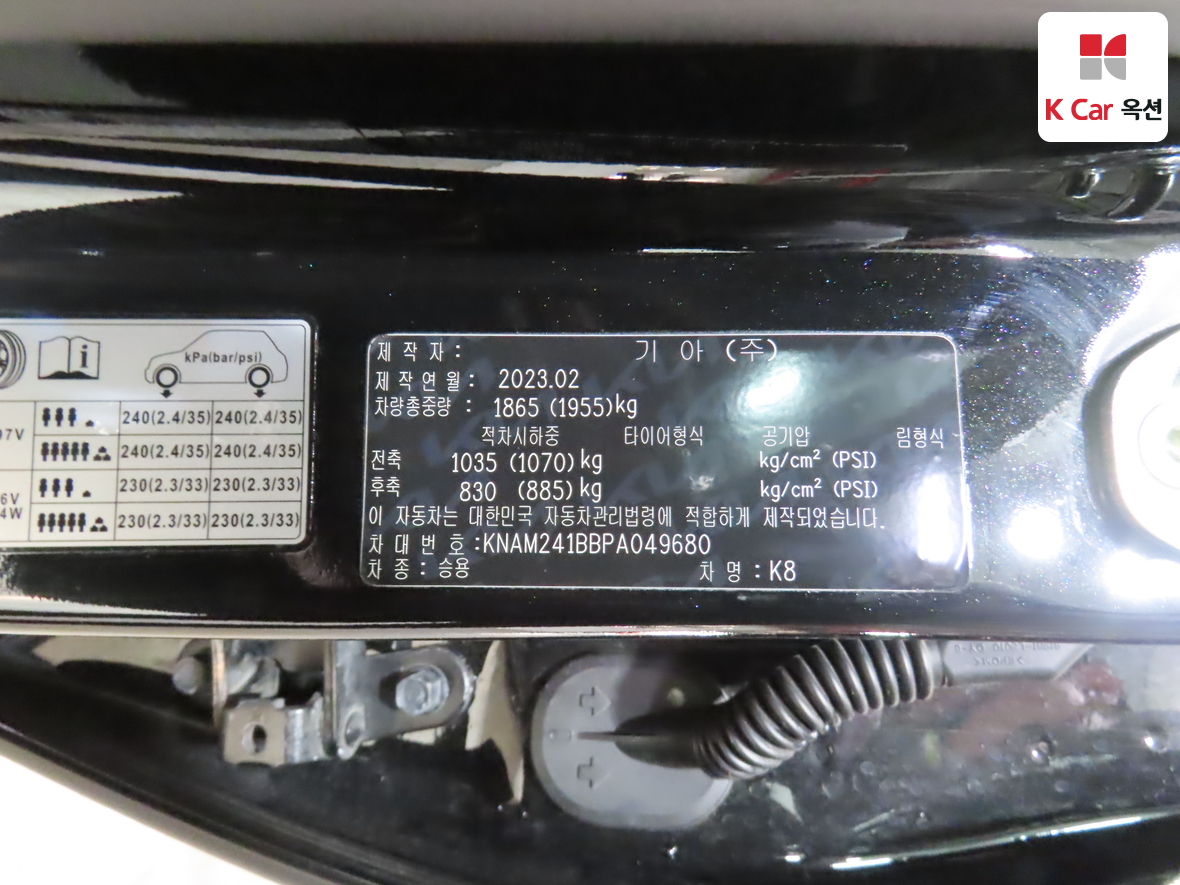 K Car 옥션
kPa(bar/psi)
97V
240(2.4/35) 240(2.4/35)
240(2.4/35) 240(2.4/35)
6V
4W
230(2.3/33) 230(2.3/33)
230(2.3/33) 230(2.3/33)
제 작 자 : 기 아 (주)
제 작 연 월 : 2023.02
차량총중량 : 1865 (1955)kg
적차시하중 타이어형식 공기압 림형식
전축 1035 (1070) kg kg/cm² (PSI)
후축 830 (885) kg kg/cm² (PSI)
이 자동차는 대한민국 자동차관리법령에 적합하게 제작되었습니다.
차 대 번 호 :KNAM241BBPA049680
차 종 : 승용 차 명 : K8